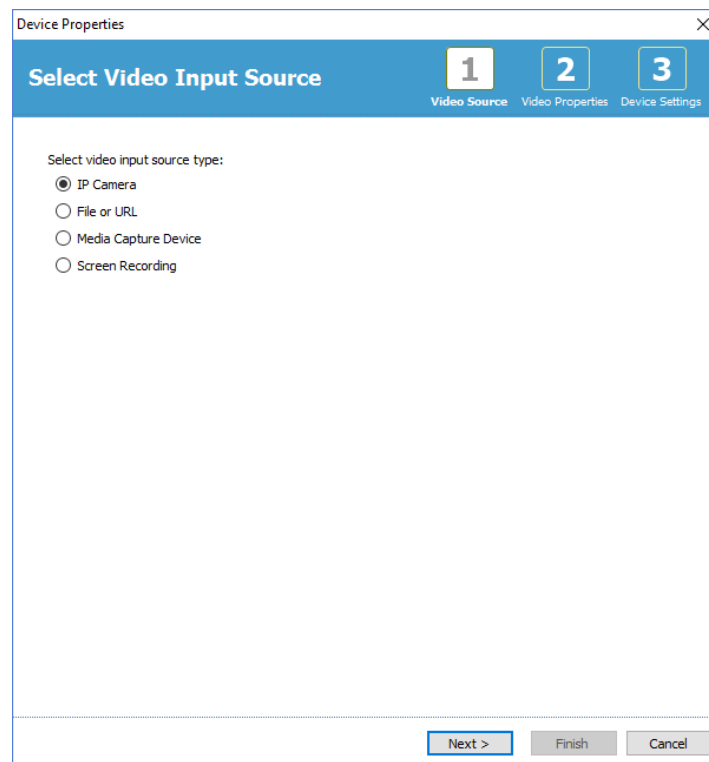 Device Properties
Select Video Input Source
1 2 3
Video Source Video Properties Device Settings
Select video input source type:
IP Camera
File or URL
Media Capture Device
Screen Recording
Next > Finish Cancel